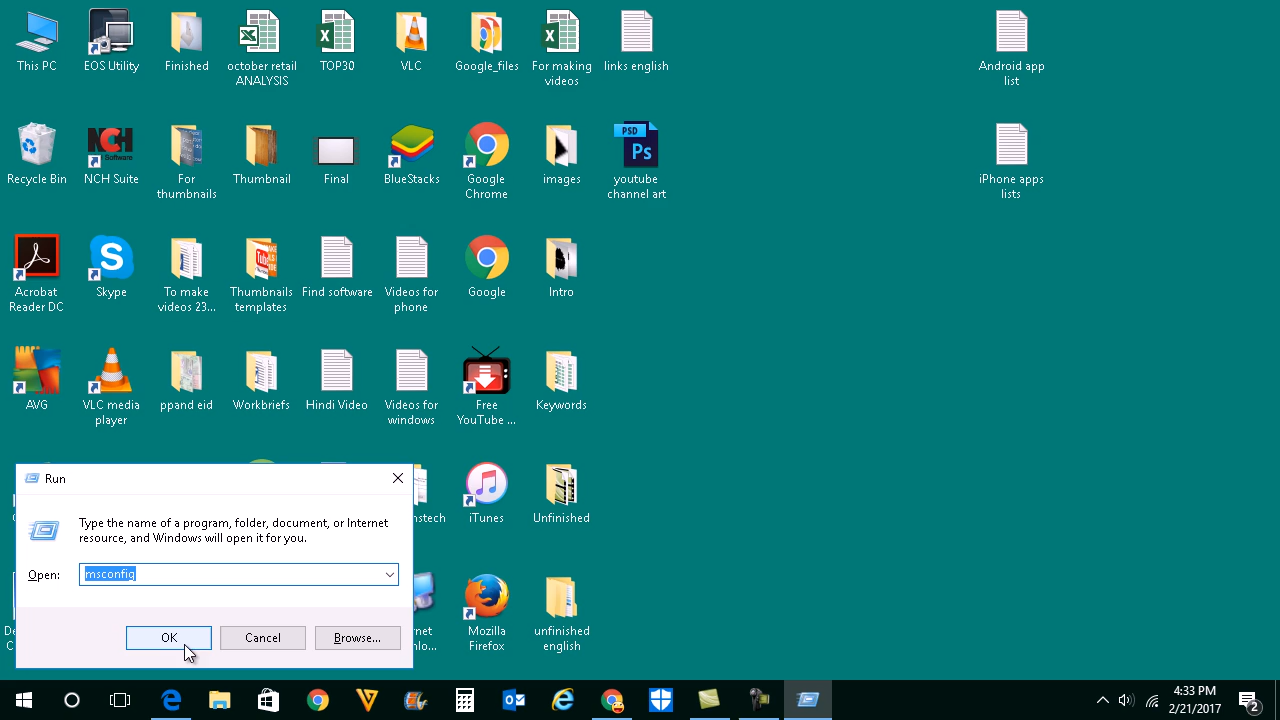 This PC
EOS Utility
Finished
october retail
ANALYSIS
TOP30
VLC
Google_files
For making
videos
links english
Android app
list
Recycle Bin
NCH
Software
NCH Suite
For
thumbnails
Thumbnail
Final
BlueStacks
Google
Chrome
images
PSD
Ps
youtube
channel art
iPhone apps
lists
Acrobat
Reader DC
Skype
To make
videos 23...
Thumbnails
templates
Find software
Videos for
phone
Google
Intro
AVG
VLC media
player
ppand eid
Workbriefs
Hindi Video
Videos for
windows
Free
YouTube ...
Keywords
iTunes
Unfinished
Mozilla
Firefox
unfinished
english
Run
Type the name of a program, folder, document, or Internet
resource, and Windows will open it for you.
Open:
msconfig
OK
Cancel
Browse...
4:33 PM
2/21/2017
2